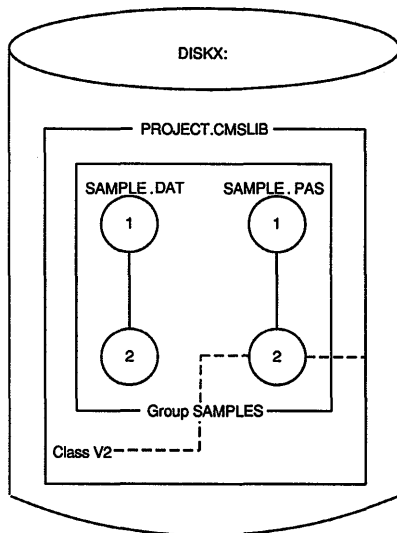 DISKX:
PROJECT.CMSLIB
SAMPLE.DAT SAMPLE.PAS
1 1
2 2
Group SAMPLES
Class V2